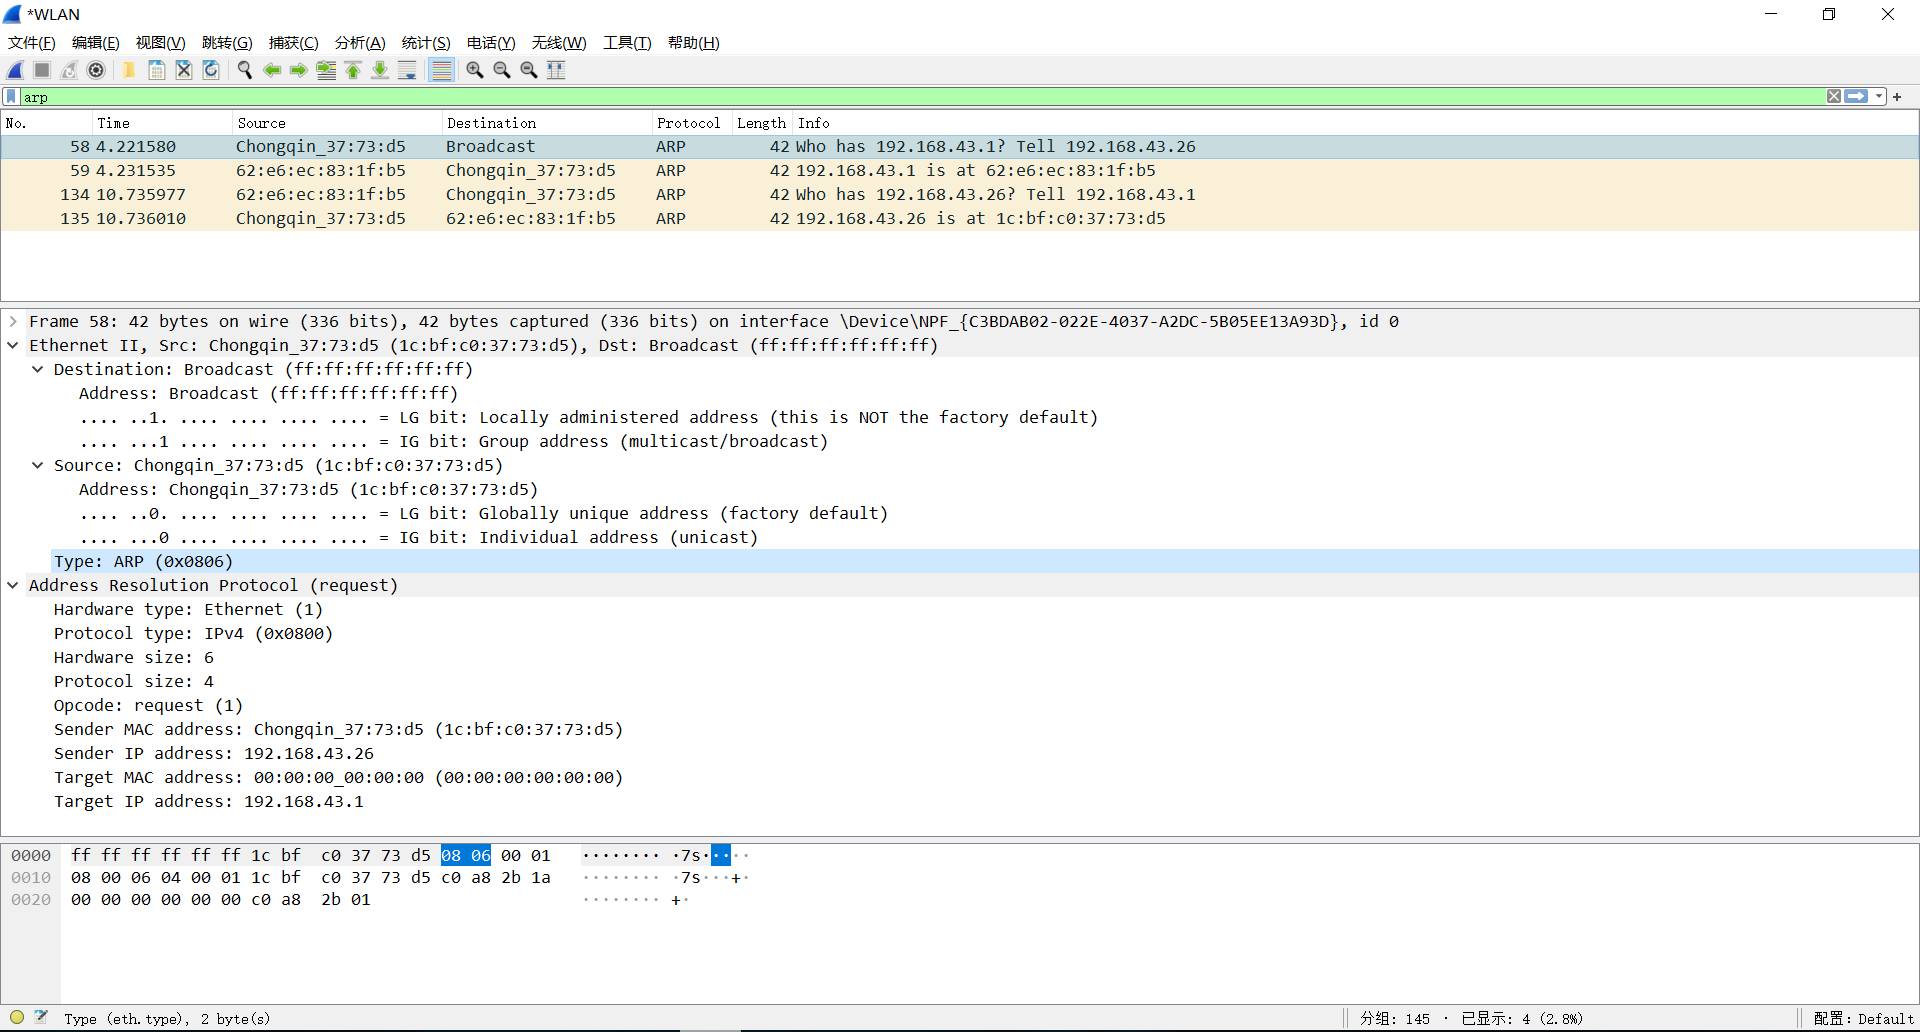 *WLAN
文件(F) 编辑(E) 视图(V) 跳转(G) 捕获(C) 分析(A) 统计(S) 电话(Y) 无线(W) 工具(T) 帮助(H)
arp
No. Time Source Destination Protocol Length Info
58 4.221580 Chongqin_37:73:d5 Broadcast ARP 42 Who has 192.168.43.1? Tell 192.168.43.26
59 4.231535 62:e6:ec:83:1f:b5 Chongqin_37:73:d5 ARP 42 192.168.43.1 is at 62:e6:ec:83:1f:b5
134 10.735977 62:e6:ec:83:1f:b5 Chongqin_37:73:d5 ARP 42 Who has 192.168.43.26? Tell 192.168.43.1
135 10.736010 Chongqin_37:73:d5 62:e6:ec:83:1f:b5 ARP 42 192.168.43.26 is at 1c:bf:c0:37:73:d5
Frame 58: 42 bytes on wire (336 bits), 42 bytes captured (336 bits) on interface \Device\NPF_{C3BDAB02-022E-4037-A2DC-5B05EE13A93D}, id 0
Ethernet II, Src: Chongqin_37:73:d5 (1c:bf:c0:37:73:d5), Dst: Broadcast (ff:ff:ff:ff:ff:ff)
Destination: Broadcast (ff:ff:ff:ff:ff:ff)
Address: Broadcast (ff:ff:ff:ff:ff:ff)
.... ..1. .... .... .... .... = LG bit: Locally administered address (this is NOT the factory default)
.... ...1 .... .... .... .... = IG bit: Group address (multicast/broadcast)
Source: Chongqin_37:73:d5 (1c:bf:c0:37:73:d5)
Address: Chongqin_37:73:d5 (1c:bf:c0:37:73:d5)
.... ..0. .... .... .... .... = LG bit: Globally unique address (factory default)
.... ...0 .... .... .... .... = IG bit: Individual address (unicast)
Type: ARP (0x0806)
Address Resolution Protocol (request)
Hardware type: Ethernet (1)
Protocol type: IPv4 (0x0800)
Hardware size: 6
Protocol size: 4
Opcode: request (1)
Sender MAC address: Chongqin_37:73:d5 (1c:bf:c0:37:73:d5)
Sender IP address: 192.168.43.26
Target MAC address: 00:00:00_00:00:00 (00:00:00:00:00:00)
Target IP address: 192.168.43.1
0000 ff ff ff ff ff ff 1c bf c0 37 73 d5 08 06 00 01 ········ ·7s·····
0010 08 00 06 04 00 01 1c bf c0 37 73 d5 c0 a8 2b 1a ········ ·7s···+·
0020 00 00 00 00 00 00 c0 a8 2b 01 ········ +·
Type (eth.type), 2 byte(s) 分组: 145 · 已显示: 4 (2.8%) 配置: Default